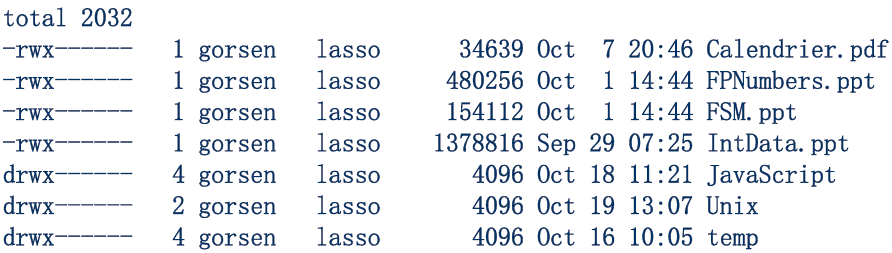 total 2032
-rwx------   1 gorsen   lasso      34639 Oct  7 20:46 Calendrier.pdf
-rwx------   1 gorsen   lasso     480256 Oct  1 14:44 FPNumbers.ppt
-rwx------   1 gorsen   lasso     154112 Oct  1 14:44 FSM.ppt
-rwx------   1 gorsen   lasso    1378816 Sep 29 07:25 IntData.ppt
drwx------   4 gorsen   lasso       4096 Oct 18 11:21 JavaScript
drwx------   2 gorsen   lasso       4096 Oct 19 13:07 Unix
drwx------   4 gorsen   lasso       4096 Oct 16 10:05 temp